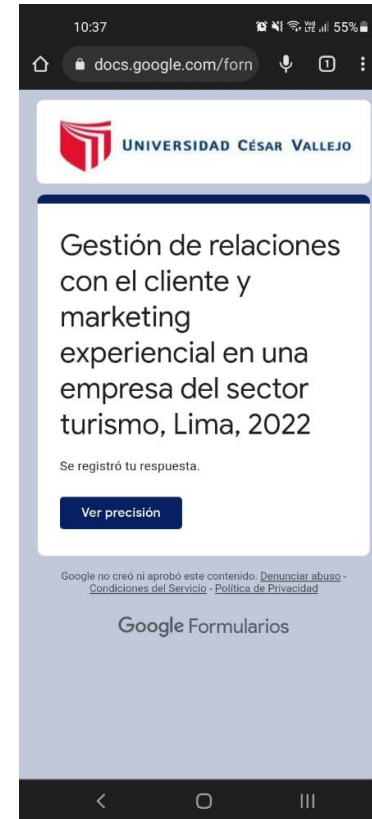 10:37
55%
docs.google.com/forn
1
UNIVERSIDAD CÉSAR VALLEJO
Gestión de relaciones
con el cliente y
marketing
experiencial en una
empresa del sector
turismo, Lima, 2022
Se registró tu respuesta.
Ver precisión
Google no creó ni aprobó este contenido. Denunciar abuso -
Condiciones del Servicio - Política de Privacidad
Google Formularios